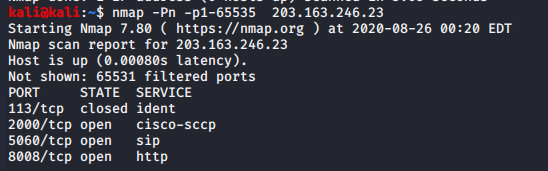 kali@kali:~$ nmap -Pn -p1-65535  203.163.246.23
Starting Nmap 7.80 ( https://nmap.org ) at 2020-08-26 00:20 EDT
Nmap scan report for 203.163.246.23
Host is up (0.00080s latency).
Not shown: 65531 filtered ports
PORT     STATE  SERVICE
113/tcp  closed ident
2000/tcp open   cisco-sccp
5060/tcp open   sip
8008/tcp open   http